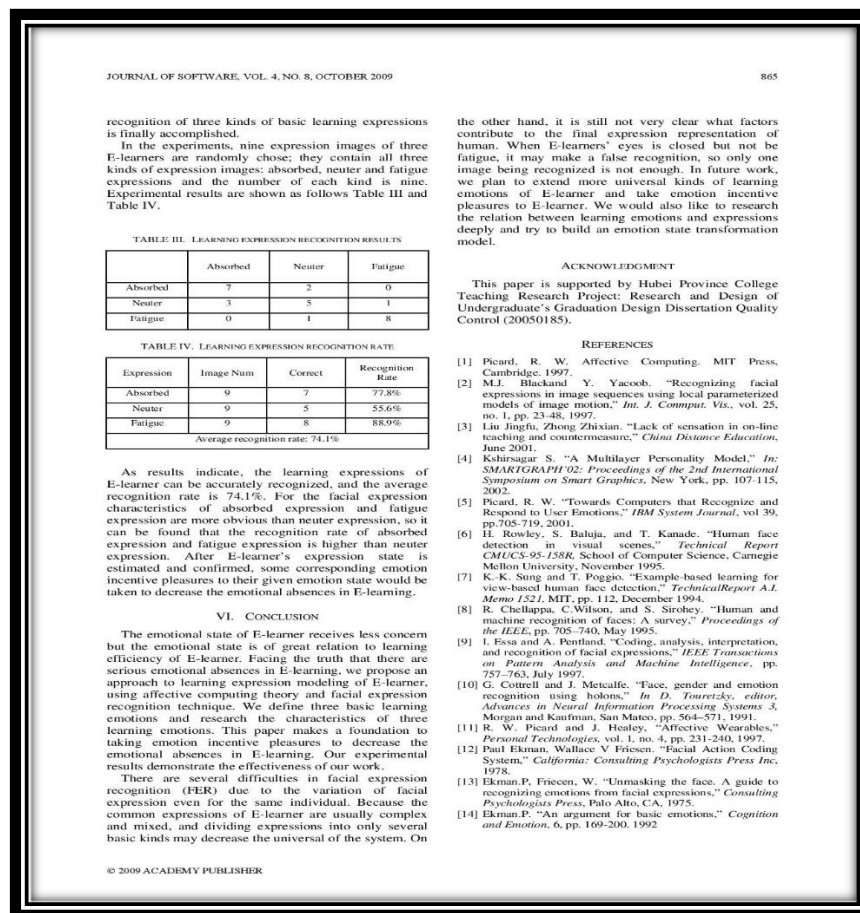 JOURNAL OF SOFTWARE, VOL. 4, NO. 8, OCTOBER 2009 865
recognition of three kinds of basic learning expressions
is finally accomplished.
In the experiments, nine expression images of three
E-learners are randomly chose; they contain all three
kinds of expression images: absorbed, neuter and fatigue
expressions and the number of each kind is nine.
Experimental results are shown as follows Table III and
Table IV.
TABLE III. LEARNING EXPRESSION RECOGNITION RESULTS
Absorbed Neuter Fatigue
Absorbed 7 2 0
Neuter 3 5 1
Fatigue 0 1 8
TABLE IV. LEARNING EXPRESSION RECOGNITION RATE
Expression Image Num Correct Recognition
Rate
Absorbed 9 7 77.8%
Neuter 9 5 55.6%
Fatigue 9 8 88.9%
Average recognition rate: 74.1%
As results indicate, the learning expressions of
E-learner can be accurately recognized, and the average
recognition rate is 74.1%. For the facial expression
characteristics of absorbed expression and fatigue
expression are more obvious than neuter expression, so it
can be found that the recognition rate of absorbed
expression and fatigue expression is higher than neuter
expression. After E-learner's expression state is
estimated and confirmed, some corresponding emotion
incentive pleasures to their given emotion state would be
taken to decrease the emotional absences in E-learning.
VI. CONCLUSION
The emotional state of E-learner receives less concern
but the emotional state is of great relation to learning
efficiency of E-learner. Facing the truth that there are
serious emotional absences in E-learning, we propose an
approach to learning expression modeling of E-learner,
using affective computing theory and facial expression
recognition technique. We define three basic learning
emotions and research the characteristics of three
learning emotions. This paper makes a foundation to
taking emotion incentive pleasures to decrease the
emotional absences in E-learning. Our experimental
results demonstrate the effectiveness of our work.
There are several difficulties in facial expression
recognition (FER) due to the variation of facial
expression even for the same individual. Because the
common expressions of E-learner are usually complex
and mixed, and dividing expressions into only several
basic kinds may decrease the universal of the system. On
the other hand, it is still not very clear what factors
contribute to the final expression representation of
human. When E-learners' eyes is closed but not be
fatigue, it may make a false recognition, so only one
image being recognized is not enough. In future work,
we plan to extend more universal kinds of learning
emotions of E-learner and take emotion incentive
pleasures to E-learner. We would also like to research
the relation between learning emotions and expressions
deeply and try to build an emotion state transformation
model.
ACKNOWLEDGMENT
This paper is supported by Hubei Province College
Teaching Research Project: Research and Design of
Undergraduate's Graduation Design Dissertation Quality
Control (20050185).
REFERENCES
[1] Picard, R. W. Affective Computing. MIT Press,
Cambridge. 1997.
[2] M.J. Blackand Y. Yacoob. "Recognizing facial
expressions in image sequences using local parameterized
models of image motion," Int. J. Conmput. Vis., vol. 25,
no. 1, pp. 23-48, 1997.
[3] Liu Jingfu, Zhong Zhixian. "Lack of sensation in on-line
teaching and countermeasure," China Distance Education,
June 2001.
[4] Kshirsagar S. "A Multilayer Personality Model," In:
SMARTGRAPH'02: Proceedings of the 2nd International
Symposium on Smart Graphics, New York, pp. 107-115,
2002.
[5] Picard, R. W. "Towards Computers that Recognize and
Respond to User Emotions," IBM System Journal, vol 39,
pp.705-719, 2001.
[6] H. Rowley, S. Baluja, and T. Kanade. "Human face
detection in visual scenes," Technical Report
CMUCS-95-158R, School of Computer Science, Carnegie
Mellon University, November 1995.
[7] K.-K. Sung and T. Poggio. "Example-based learning for
view-based human face detection," TechnicalReport A.I.
Memo 1521, MIT, pp. 112, December 1994.
[8] R. Chellappa, C.Wilson, and S. Sirohey. "Human and
machine recognition of faces: A survey," Proceedings of
the IEEE, pp. 705–740, May 1995.
[9] I. Essa and A. Pentland. "Coding, analysis, interpretation,
and recognition of facial expressions," IEEE Transactions
on Pattern Analysis and Machine Intelligence, pp.
757–763, July 1997.
[10] G. Cottrell and J. Metcalfe. "Face, gender and emotion
recognition using holons," In D. Touretzky, editor,
Advances in Neural Information Processing Systems 3,
Morgan and Kaufman, San Mateo, pp. 564–571, 1991.
[11] R. W. Picard and J. Healey, "Affective Wearables,"
Personal Technologies, vol. 1, no. 4, pp. 231-240, 1997.
[12] Paul Ekman, Wallace V Friesen. "Facial Action Coding
System," California: Consulting Psychologists Press Inc,
1978.
[13] Ekman.P, Friecen, W. "Unmasking the face. A guide to
recognizing emotions from facial expressions," Consulting
Psychologists Press, Palo Alto, CA, 1975.
[14] Ekman.P. "An argument for basic emotions," Cognition
and Emotion, 6, pp. 169-200. 1992
© 2009 ACADEMY PUBLISHER